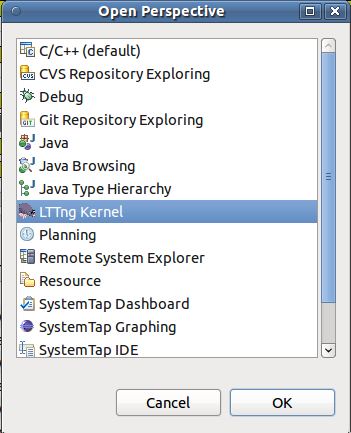 Open Perspective
C/C++ (default)
CVS Repository Exploring
Debug
Git Repository Exploring
Java
Java Browsing
Java Type Hierarchy
LTTng Kernel
Planning
Remote System Explorer
Resource
SystemTap Dashboard
SystemTap Graphing
SystemTap IDE
Cancel
OK